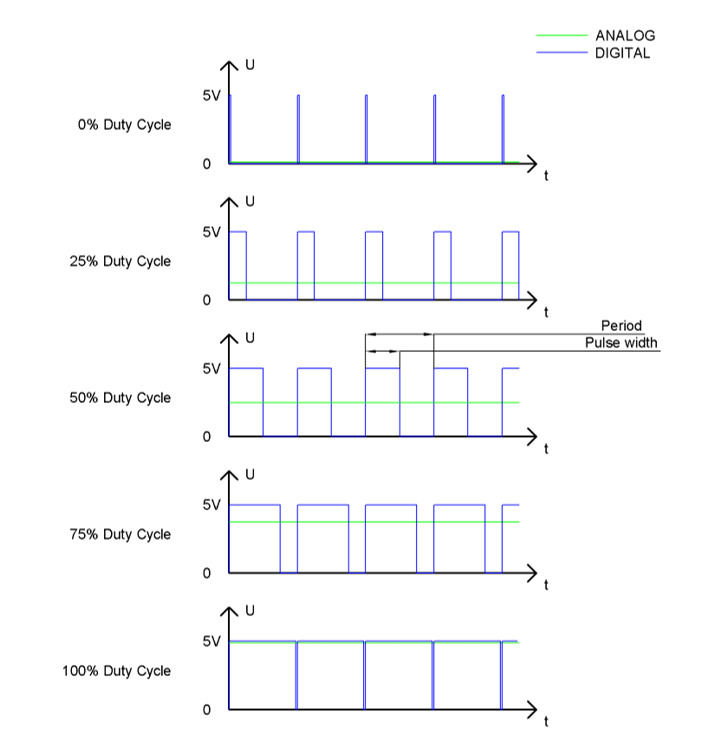 ANALOG
DIGITAL
U
5V
0% Duty Cycle
0
t
U
5V
25% Duty Cycle
0
t
Period
U
Pulse width
5V
50% Duty Cycle
0
t
U
5V
75% Duty Cycle
0
t
U
5V
100% Duty Cycle
0
t